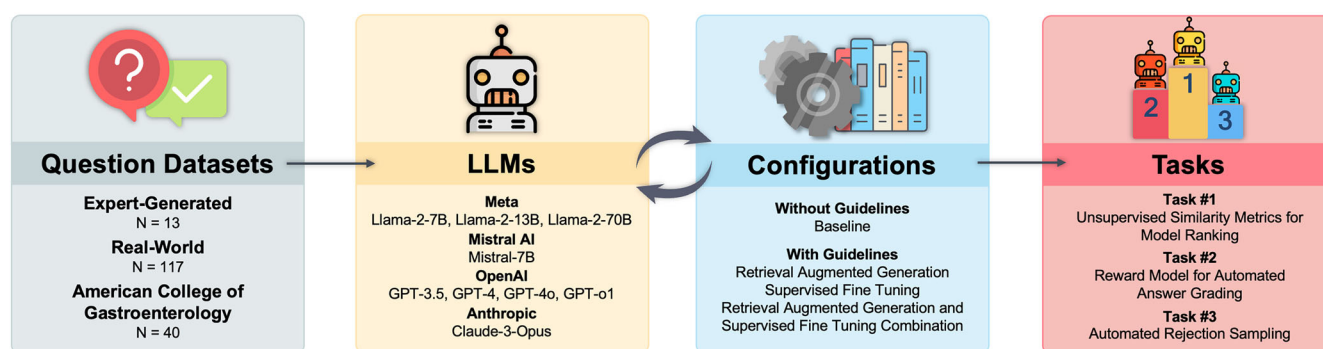 ?
Question Datasets
Expert-Generated
N = 13
Real-World
N = 117
American College of
Gastroenterology
N = 40
LLMs
Meta
Llama-2-7B, Llama-2-13B, Llama-2-70B
Mistral AI
Mistral-7B
OpenAI
GPT-3.5, GPT-4, GPT-4o, GPT-o1
Anthropic
Claude-3-Opus
Configurations
Without Guidelines
Baseline
With Guidelines
Retrieval Augmented Generation
Supervised Fine Tuning
Retrieval Augmented Generation and
Supervised Fine Tuning Combination
2 1 3
Tasks
Task #1
Unsupervised Similarity Metrics for
Model Ranking
Task #2
Reward Model for Automated
Answer Grading
Task #3
Automated Rejection Sampling